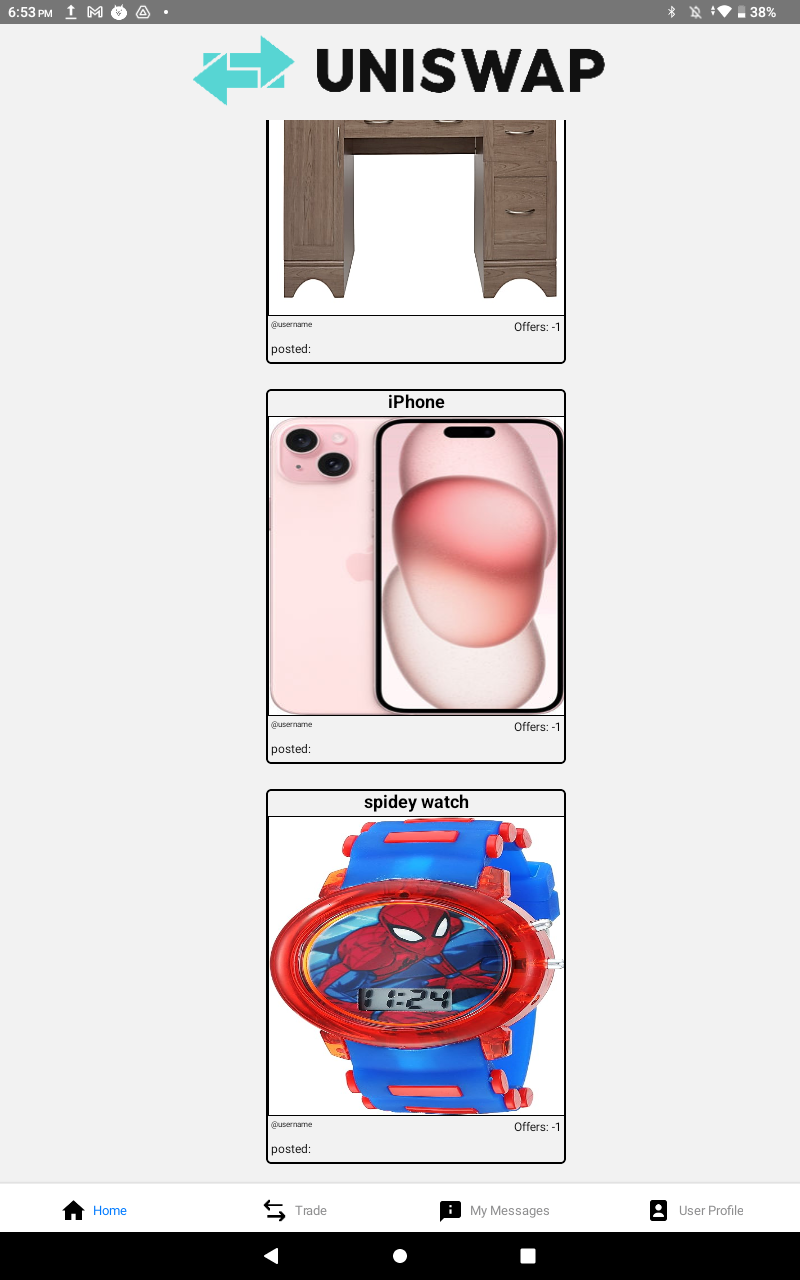 6:53 PM
38%
UNISWAP
@username
Offers: -1
posted:
iPhone
@username
Offers: -1
posted:
spidey watch
11:24
@username
Offers: -1
posted:
Home
Trade
My Messages
User Profile